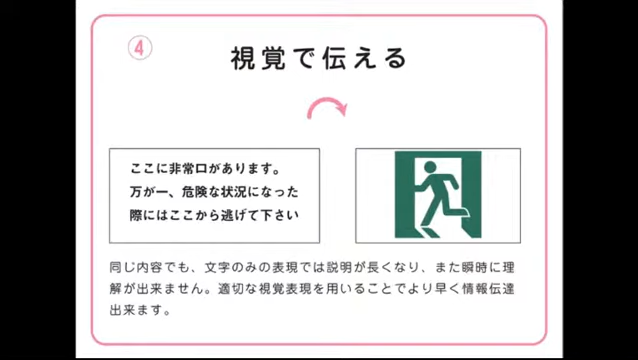 ④
視覚で伝える
ここに非常口があります。
万が一、危険な状況になった
際にはここから逃げて下さい
同じ内容でも、文字のみの表現では説明が長くなり、また瞬時に理
解が出来ません。適切な視覚表現を用いることでより早く情報伝達
出来ます。